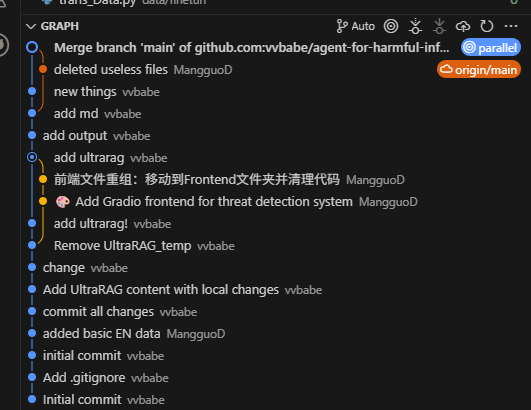 trans_Data.py data/finetun
GRAPH Auto
Merge branch 'main' of github.com:vvbabe/agent-for-harmful-inf... parallel
deleted useless files MangguoD origin/main
new things vvbabe
add md vvbabe
add output vvbabe
add ultrarag vvbabe
前端文件重组：移动到Frontend文件夹并清理代码 MangguoD
🎨 Add Gradio frontend for threat detection system MangguoD
add ultrarag! vvbabe
Remove UltraRAG_temp vvbabe
change vvbabe
Add UltraRAG content with local changes vvbabe
commit all changes vvbabe
added basic EN data MangguoD
initial commit vvbabe
Add .gitignore vvbabe
Initial commit vvbabe